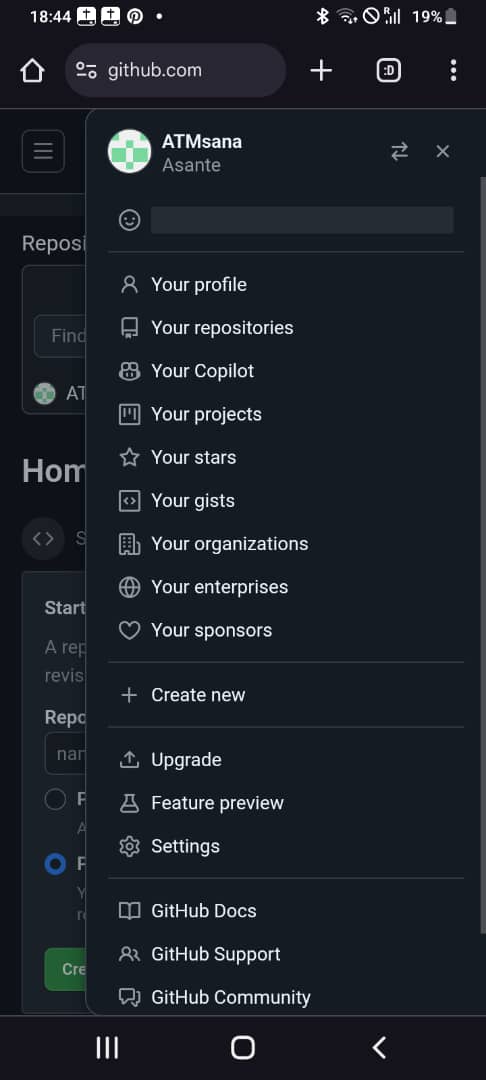 18:44
19%
github.com
:D
ATMsana
Asante
Reposi
Find
AT
Your profile
Your repositories
Your Copilot
Your projects
Your stars
Your gists
Your organizations
Your enterprises
Your sponsors
Hom
S
Start
A rep
revis
Repo
nam
P
A
P
Y
re
Cre
Create new
Upgrade
Feature preview
Settings
GitHub Docs
GitHub Support
GitHub Community